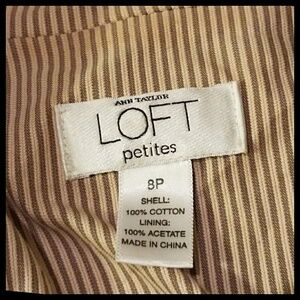 ANN TAYLOR
LOFT
petites
8P
SHELL:
100% COTTON
LINING:
100% ACETATE
MADE IN CHINA